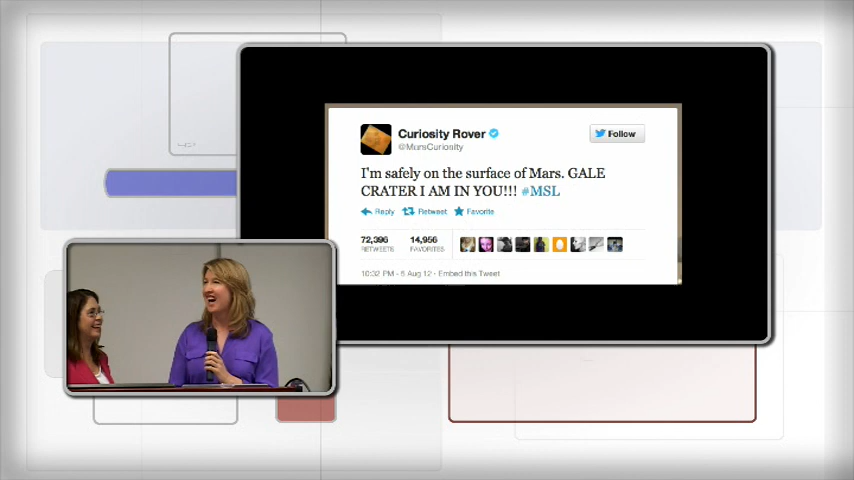 Curiosity Rover
@MarsCuriosity
Follow
I'm safely on the surface of Mars. GALE
CRATER I AM IN YOU!!! #MSL
Reply Retweet Favorite
72,396 14,956
RETWEETS FAVORITES
10:32 PM - 5 Aug 12 - Embed this Tweet